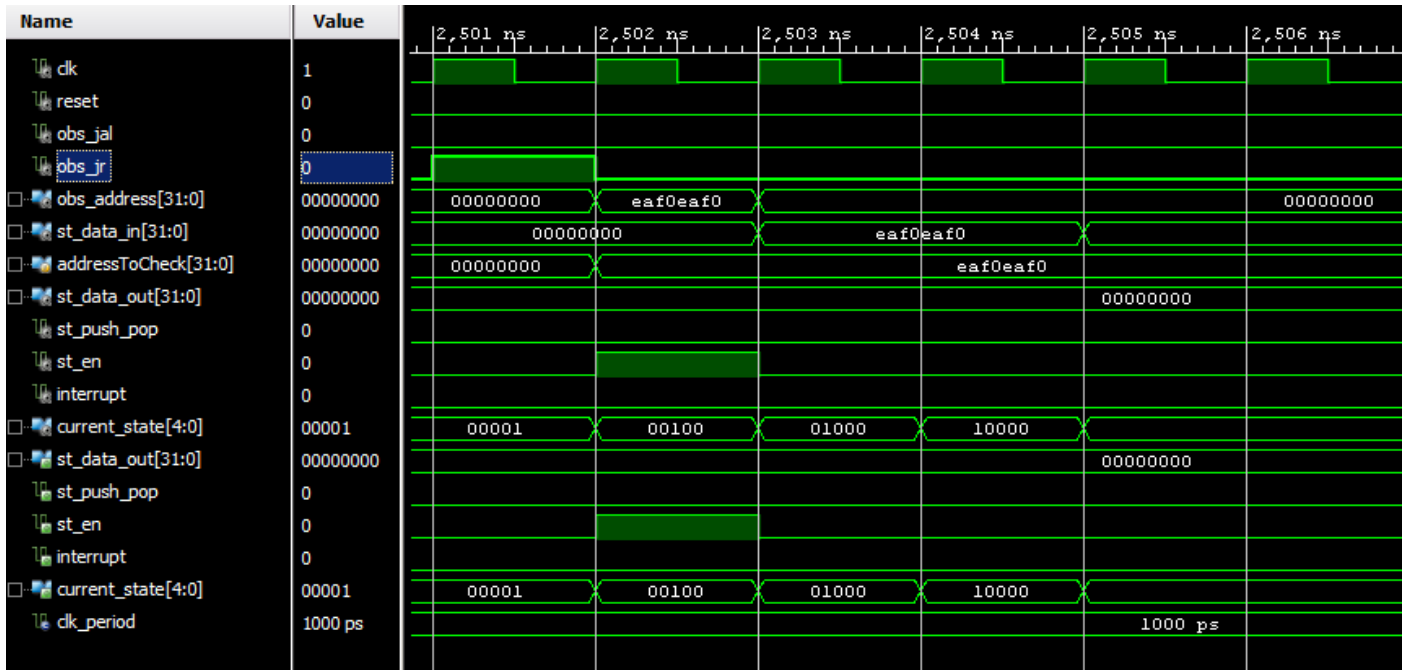 Name Value 2,501 ns 2,502 ns 2,503 ns 2,504 ns 2,505 ns 2,506 ns
clk 1
reset 0
obs_jal 0
obs_jr 0
obs_address[31:0] 00000000 00000000 eaf0eaf0 00000000
st_data_in[31:0] 00000000 00000000 eaf0eaf0
addressToCheck[31:0] 00000000 00000000 eaf0eaf0
st_data_out[31:0] 00000000 00000000
st_push_pop 0
st_en 0
interrupt 0
current_state[4:0] 00001 00001 00100 01000 10000
st_data_out[31:0] 00000000 00000000
st_push_pop 0
st_en 0
interrupt 0
current_state[4:0] 00001 00001 00100 01000 10000
clk_period 1000 ps 1000 ps